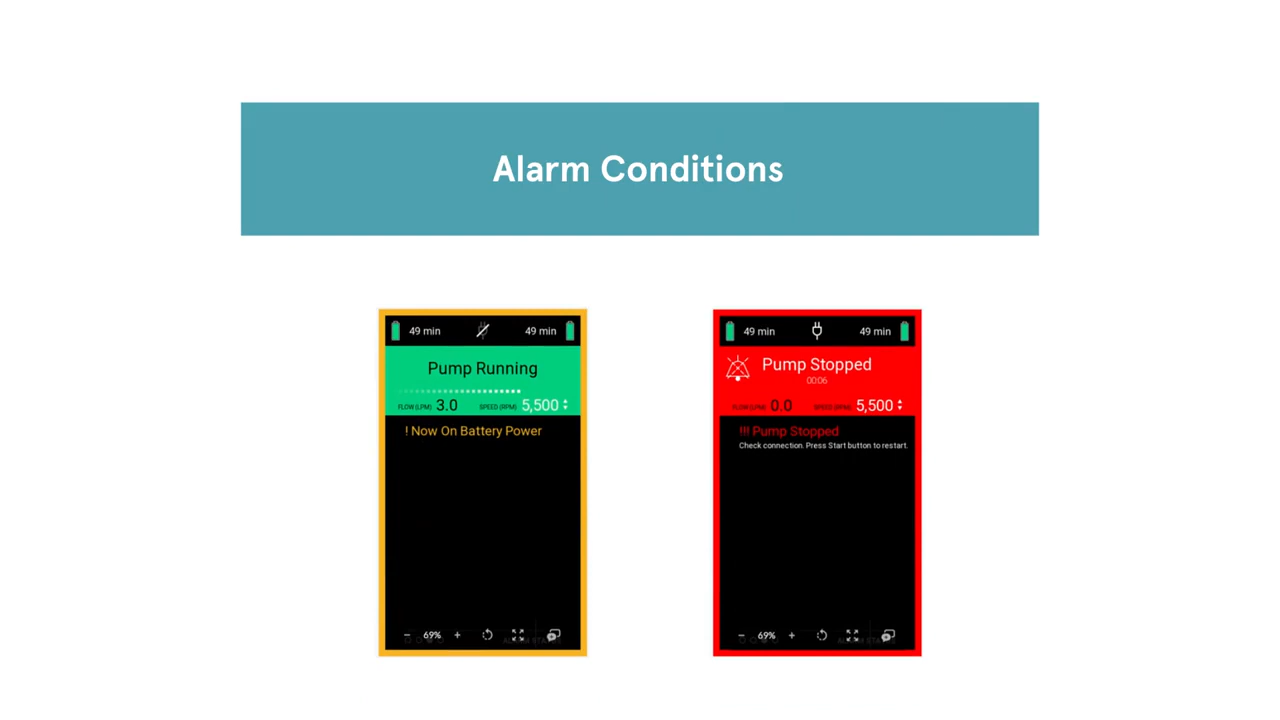 Alarm Conditions
49 min 49 min
Pump Running
FLOW (LPM) 3.0 SPEED (RPM) 5,500
! Now On Battery Power
− 69% +
49 min 49 min
Pump Stopped
00:06
FLOW (LPM) 0.0 SPEED (RPM) 5,500
!!! Pump Stopped
Check connection. Press Start button to restart.
− 69% +